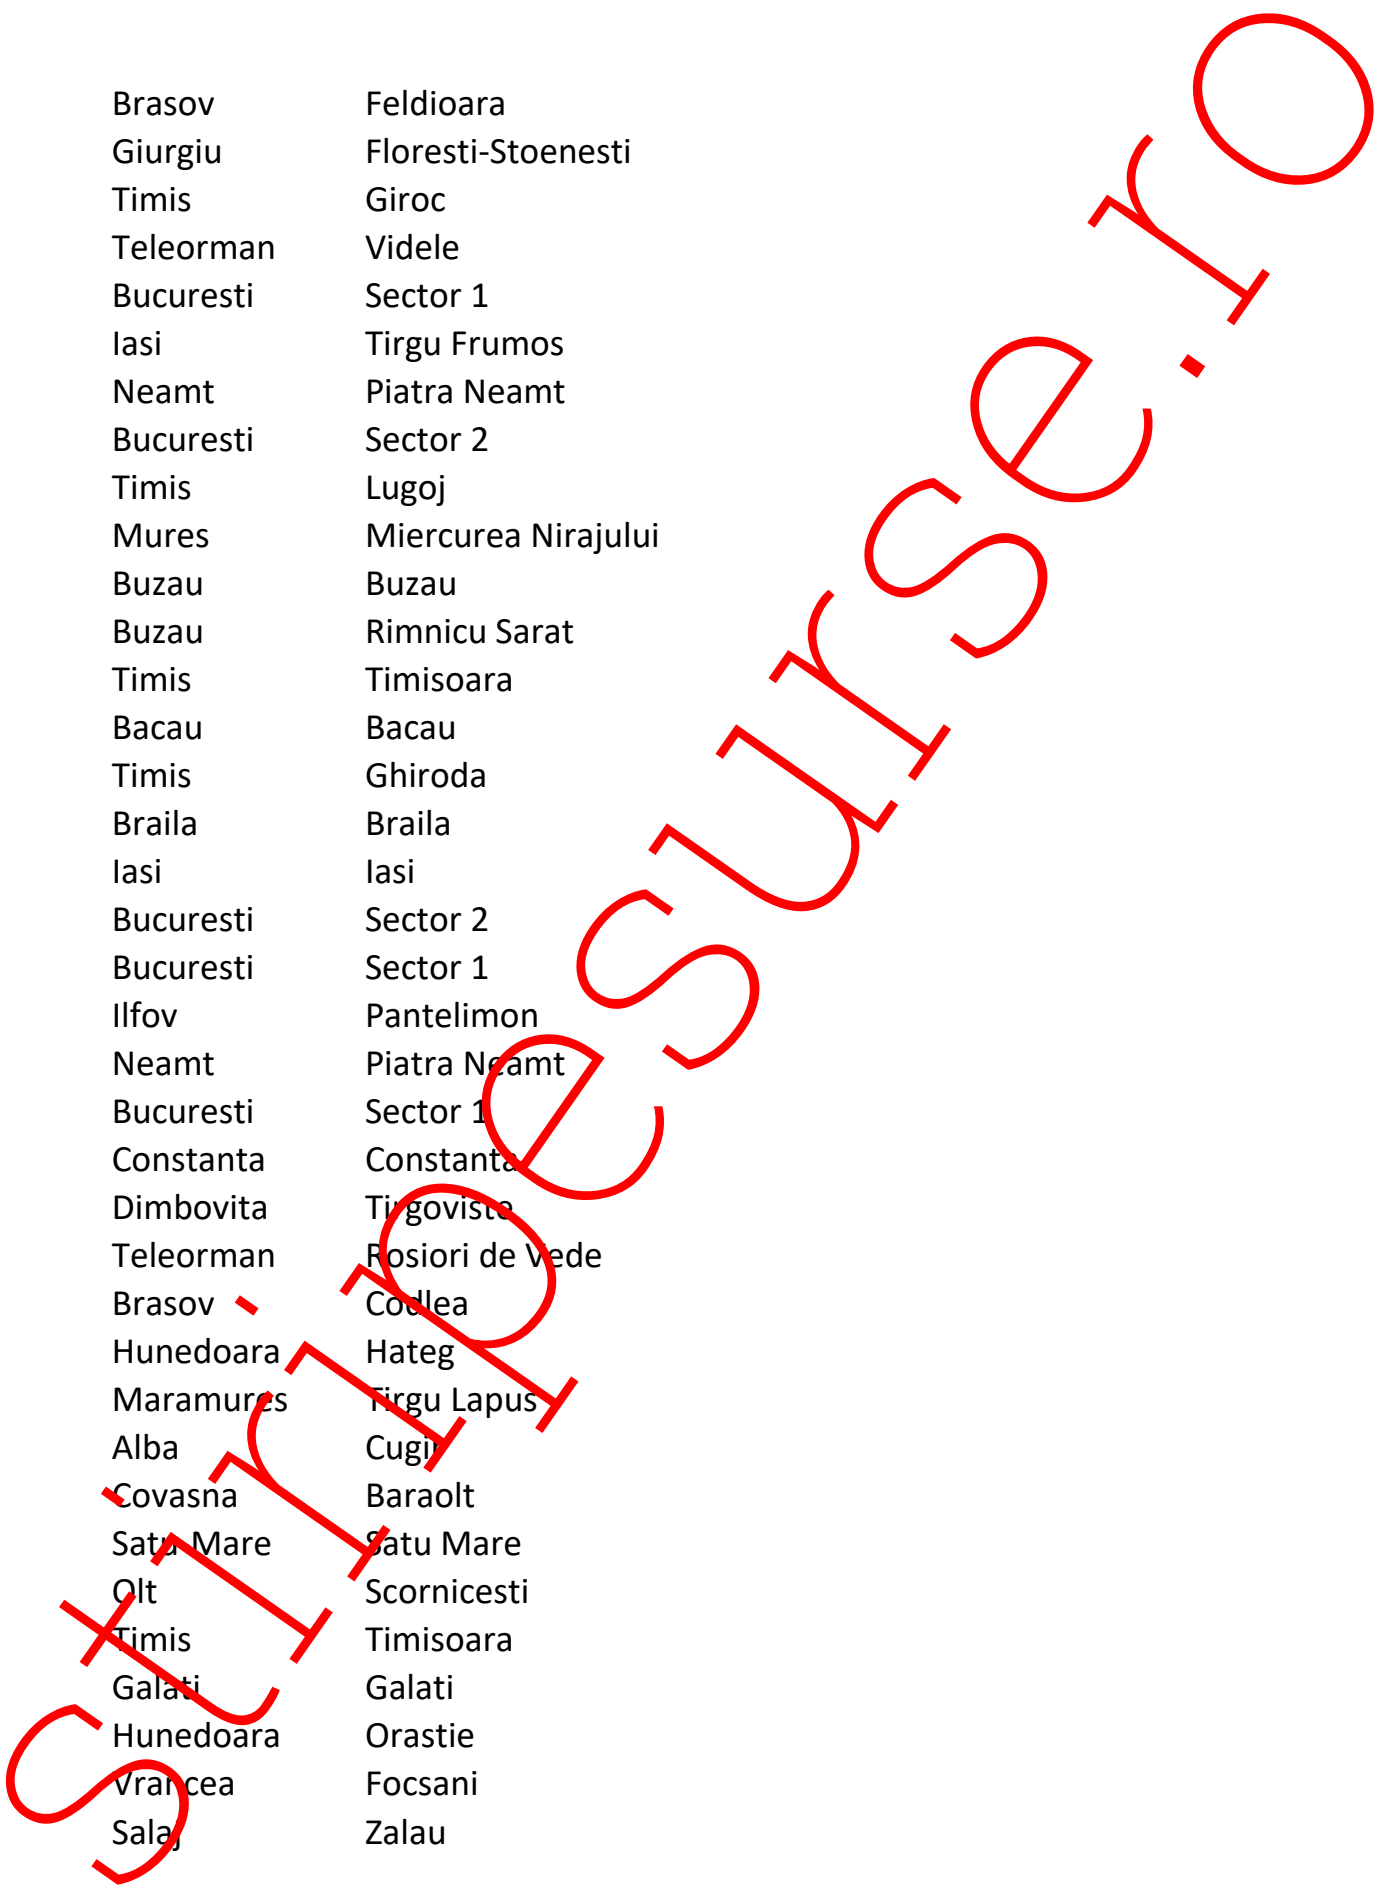 Brasov Feldioara
Giurgiu Floresti-Stoenesti
Timis Giroc
Teleorman Videle
Bucuresti Sector 1
Iasi Tirgu Frumos
Neamt Piatra Neamt
Bucuresti Sector 2
Timis Lugoj
Mures Miercurea Nirajului
Buzau Buzau
Buzau Rimnicu Sarat
Timis Timisoara
Bacau Bacau
Timis Ghiroda
Braila Braila
Iasi Iasi
Bucuresti Sector 2
Bucuresti Sector 1
Ilfov Pantelimon
Neamt Piatra Neamt
Bucuresti Sector 1
Constanta Constanta
Dimbovita Tirgoviste
Teleorman Rosiori de Vede
Brasov Codlea
Hunedoara Hateg
Maramures Tirgu Lapus
Alba Cugir
Covasna Baraolt
Satu Mare Satu Mare
Olt Scornicesti
Timis Timisoara
Galati Galati
Hunedoara Orastie
Vrancea Focsani
Salaj Zalau
stiripesurse.ro